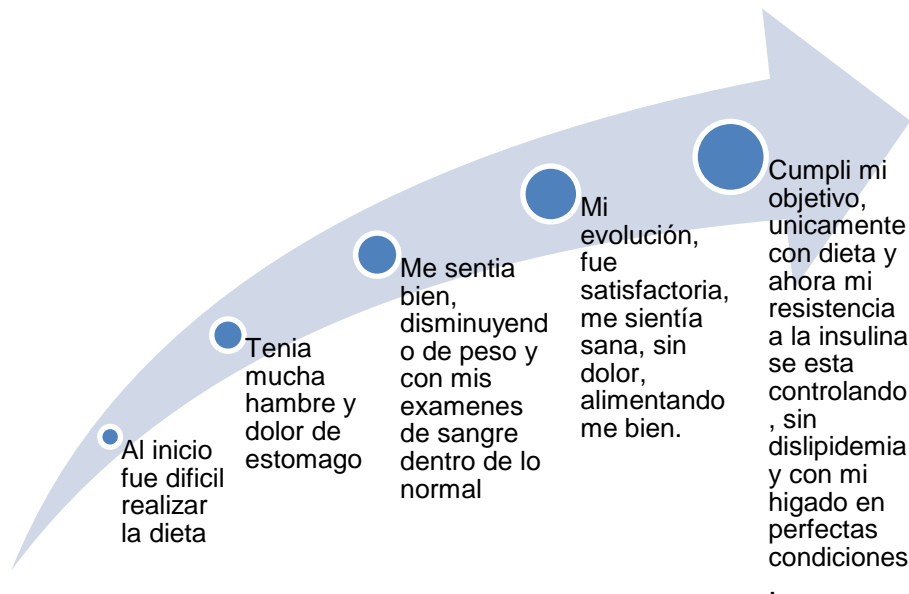 Al inicio
fue dificil
realizar
la dieta
Tenia
mucha
hambre y
dolor de
estomago
Me sentia
bien,
disminuyend
o de peso y
con mis
examenes
de sangre
dentro de lo
normal
Mi
evolución,
fue
satisfactoria,
me sientía
sana, sin
dolor,
alimentando
me bien.
Cumpli mi
objetivo,
unicamente
con dieta y
ahora mi
resistencia
a la insulina
se esta
controlando
, sin
dislipidemia
y con mi
higado en
perfectas
condiciones
.